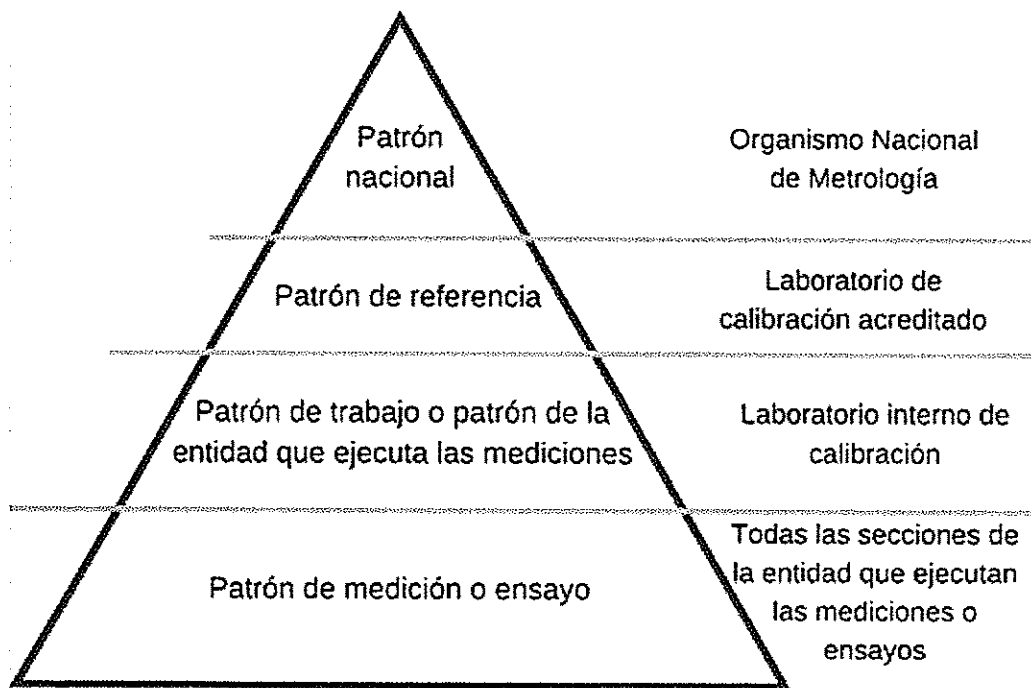 Patrón
nacional
Organismo Nacional
de Metrología
Patrón de referencia
Laboratorio de
calibración acreditado
Patrón de trabajo o patrón de la
entidad que ejecuta las mediciones
Laboratorio interno de
calibración
Patrón de medición o ensayo
Todas las secciones de
la entidad que ejecutan
las mediciones o
ensayos